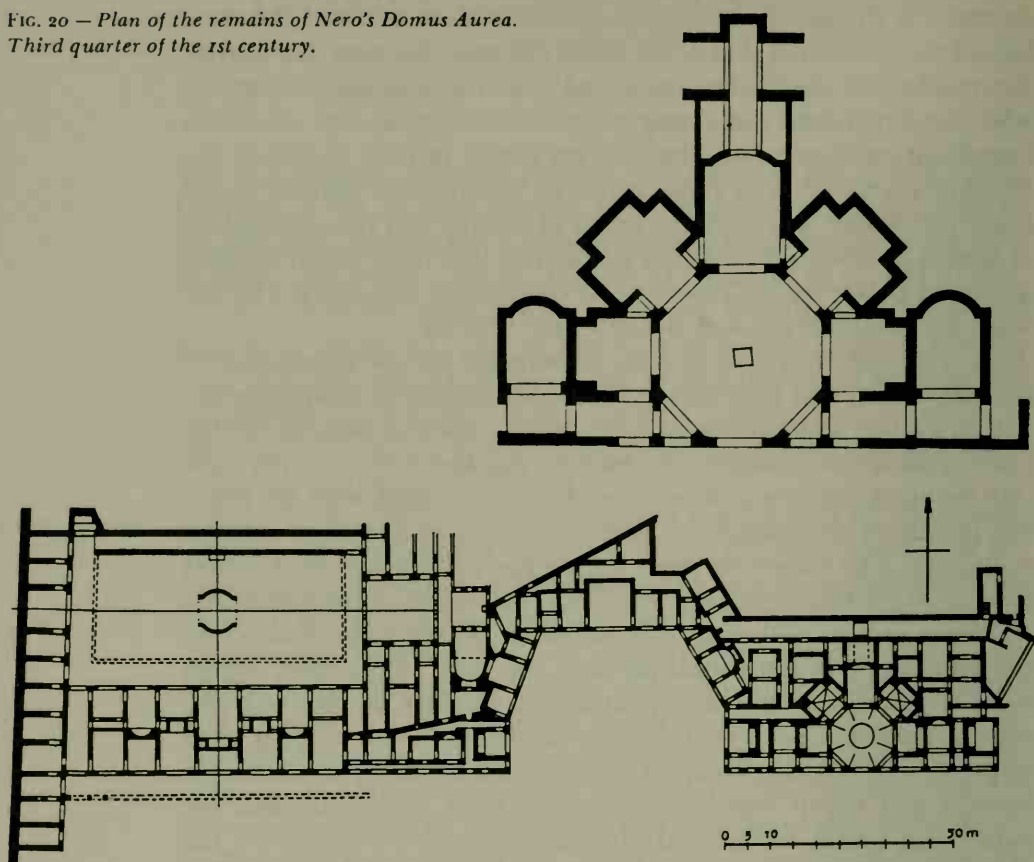 FIG. 20 — Plan of the remains of Nero's Domus Aurea.
Third quarter of the 1st century.
0 5 10 50 m